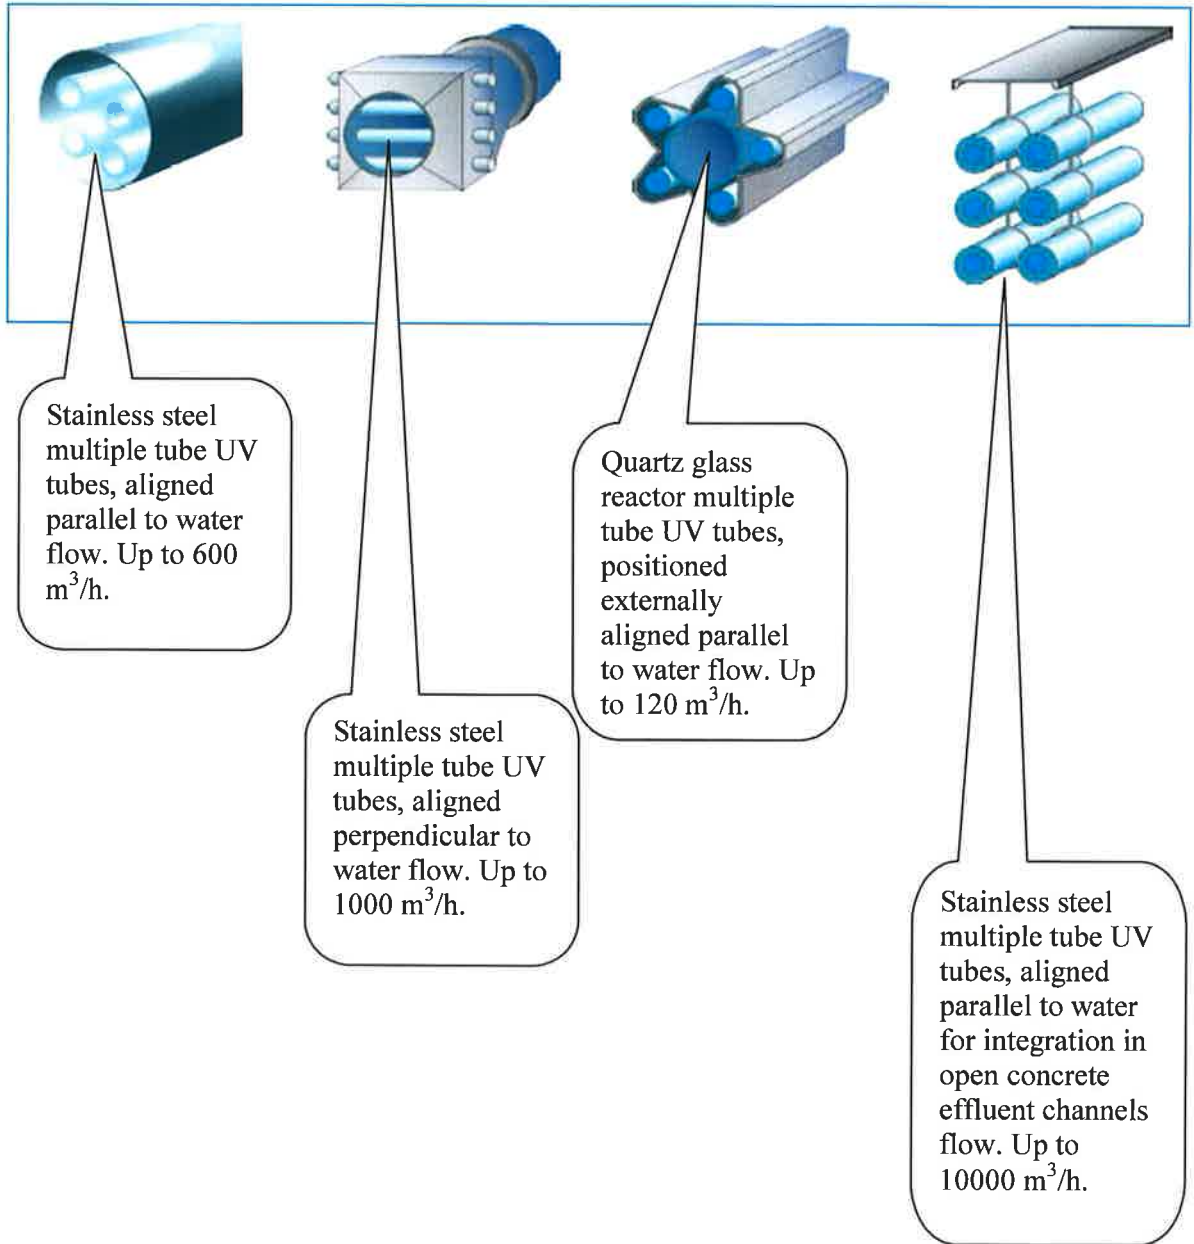 Stainless steel
multiple tube UV
tubes, aligned
parallel to water
flow. Up to 600
m³/h.
Stainless steel
multiple tube UV
tubes, aligned
perpendicular to
water flow. Up to
1000 m³/h.
Quartz glass
reactor multiple
tube UV tubes,
positioned
externally
aligned parallel
to water flow. Up
to 120 m³/h.
Stainless steel
multiple tube UV
tubes, aligned
parallel to water
for integration in
open concrete
effluent channels
flow. Up to
10000 m³/h.